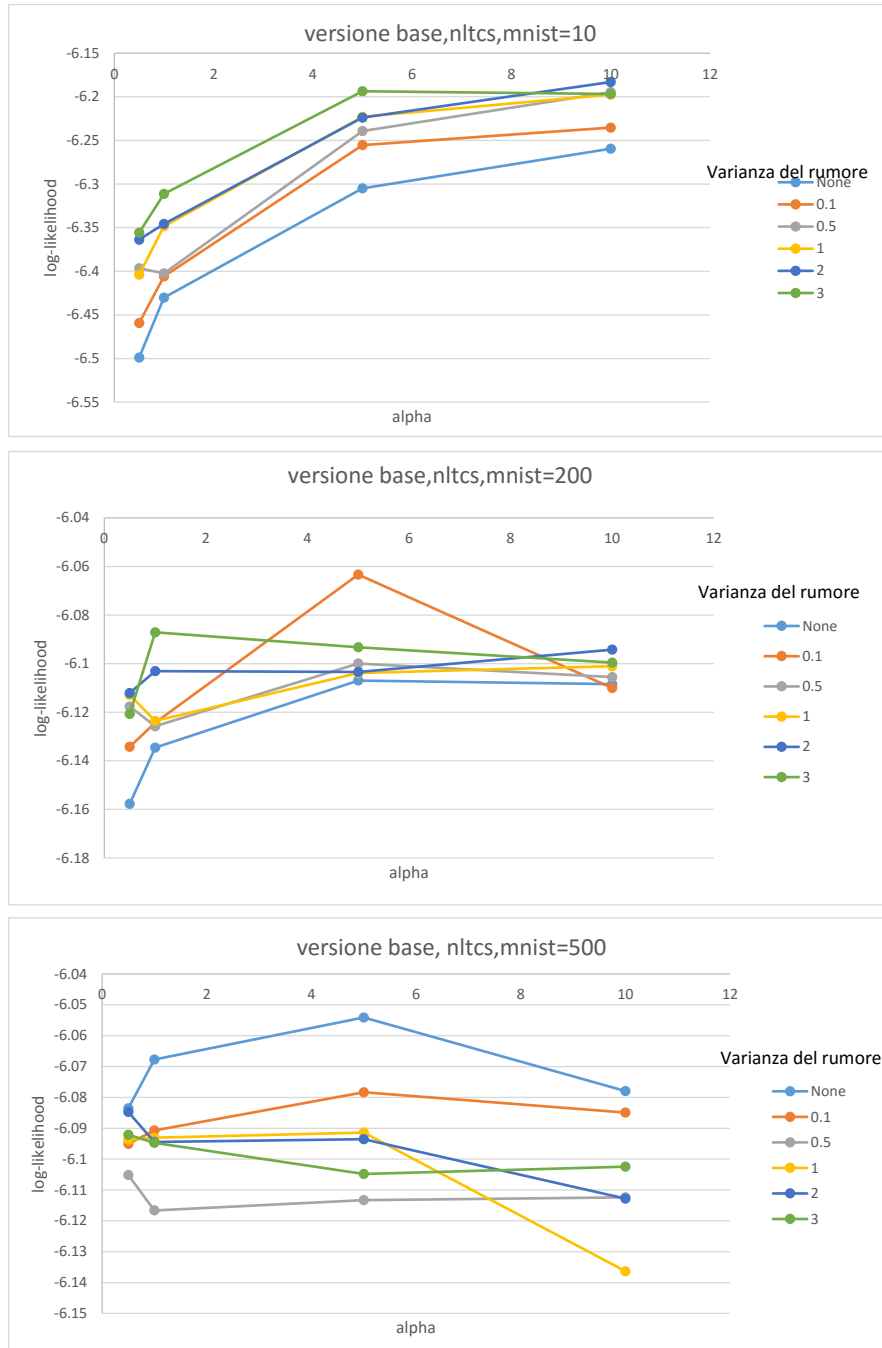 versione base,nltcs,mnist=10
-6.15
0 2 4 6 8 10 12
-6.2
-6.25
-6.3
-6.35
-6.4
-6.45
-6.5
-6.55
log-likelihood
alpha
Varianza del rumore
None
0.1
0.5
1
2
3
versione base,nltcs,mnist=200
-6.04
0 2 4 6 8 10 12
-6.06
-6.08
-6.1
-6.12
-6.14
-6.16
-6.18
log-likelihood
alpha
Varianza del rumore
None
0.1
0.5
1
2
3
versione base, nltcs,mnist=500
-6.04
0 2 4 6 8 10 12
-6.05
-6.06
-6.07
-6.08
-6.09
-6.1
-6.11
-6.12
-6.13
-6.14
-6.15
log-likelihood
alpha
Varianza del rumore
None
0.1
0.5
1
2
3